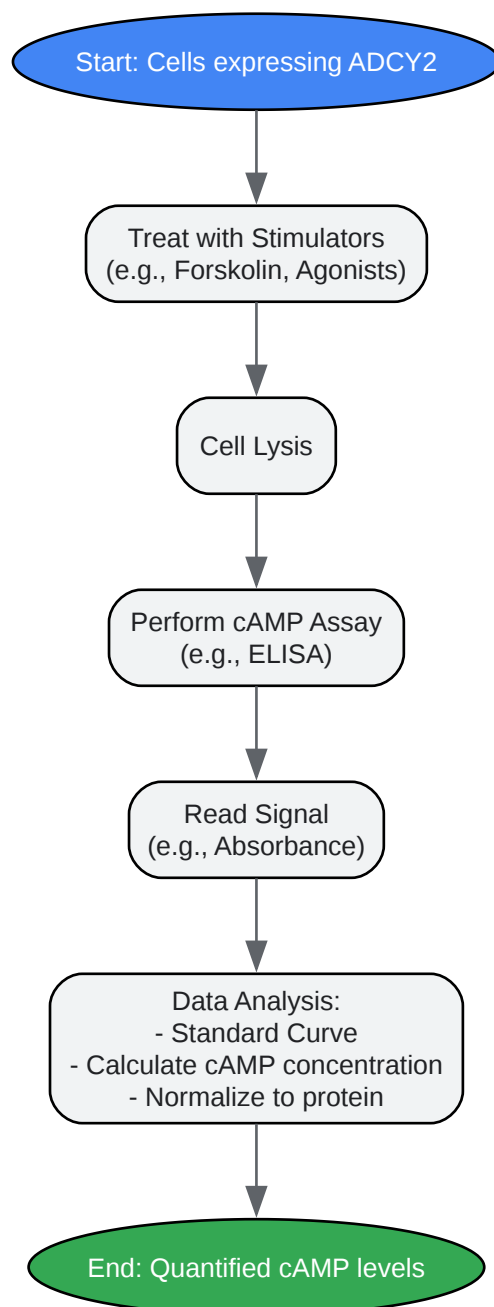 Start: Cells expressing ADCY2
Treat with Stimulators
(e.g., Forskolin, Agonists)
Cell Lysis
Perform cAMP Assay
(e.g., ELISA)
Read Signal
(e.g., Absorbance)
Data Analysis:
- Standard Curve
- Calculate cAMP concentration
- Normalize to protein
End: Quantified cAMP levels